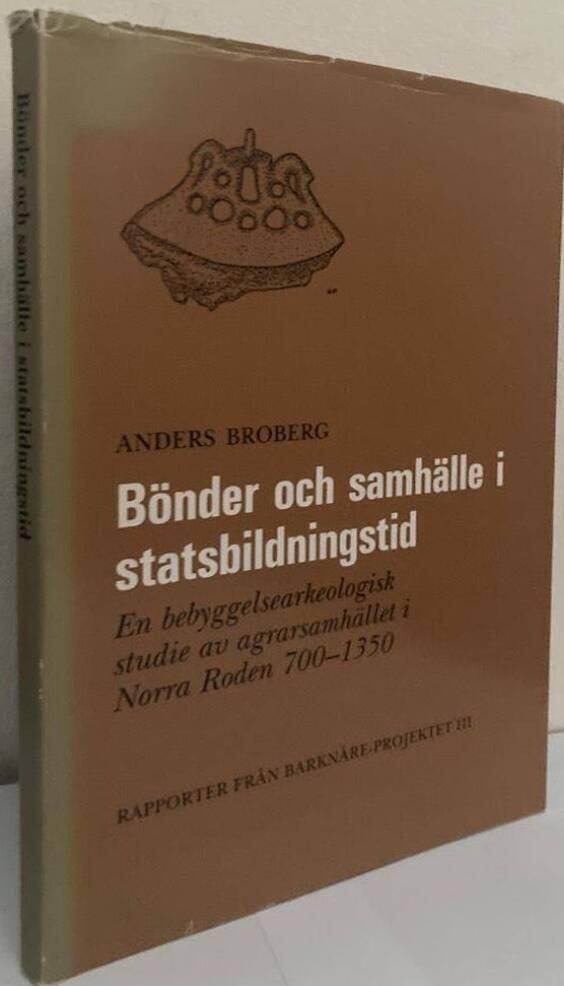 Bönder och samhälle i statsbildningstid
ANDERS BROBERG
Bönder och samhälle i
statsbildningstid
En bebyggelsearkeologisk
studie av agrarsamhället i
Norra Roden 700–1350
RAPPORTER FRÅN BARKNÅRE-PROJEKTET III